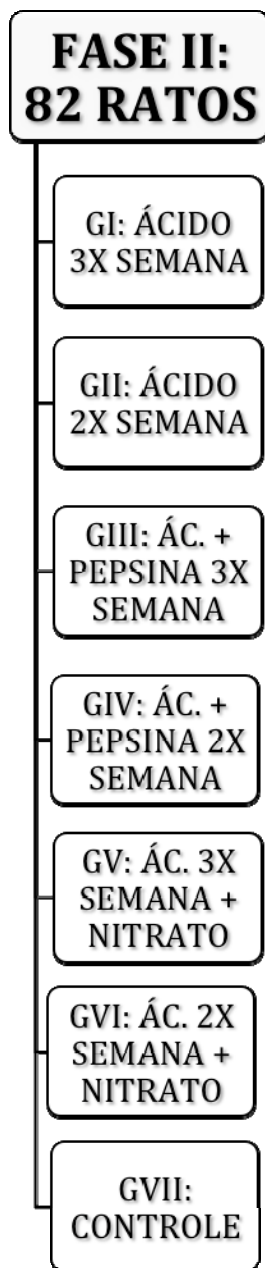 FASE II:
82 RATOS
GI: ÁCIDO
3X SEMANA
GII: ÁCIDO
2X SEMANA
GIII: ÁC. +
PEPSINA 3X
SEMANA
GIV: ÁC. +
PEPSINA 2X
SEMANA
GV: ÁC. 3X
SEMANA +
NITRATO
GVI: ÁC. 2X
SEMANA +
NITRATO
GVII:
CONTROLE